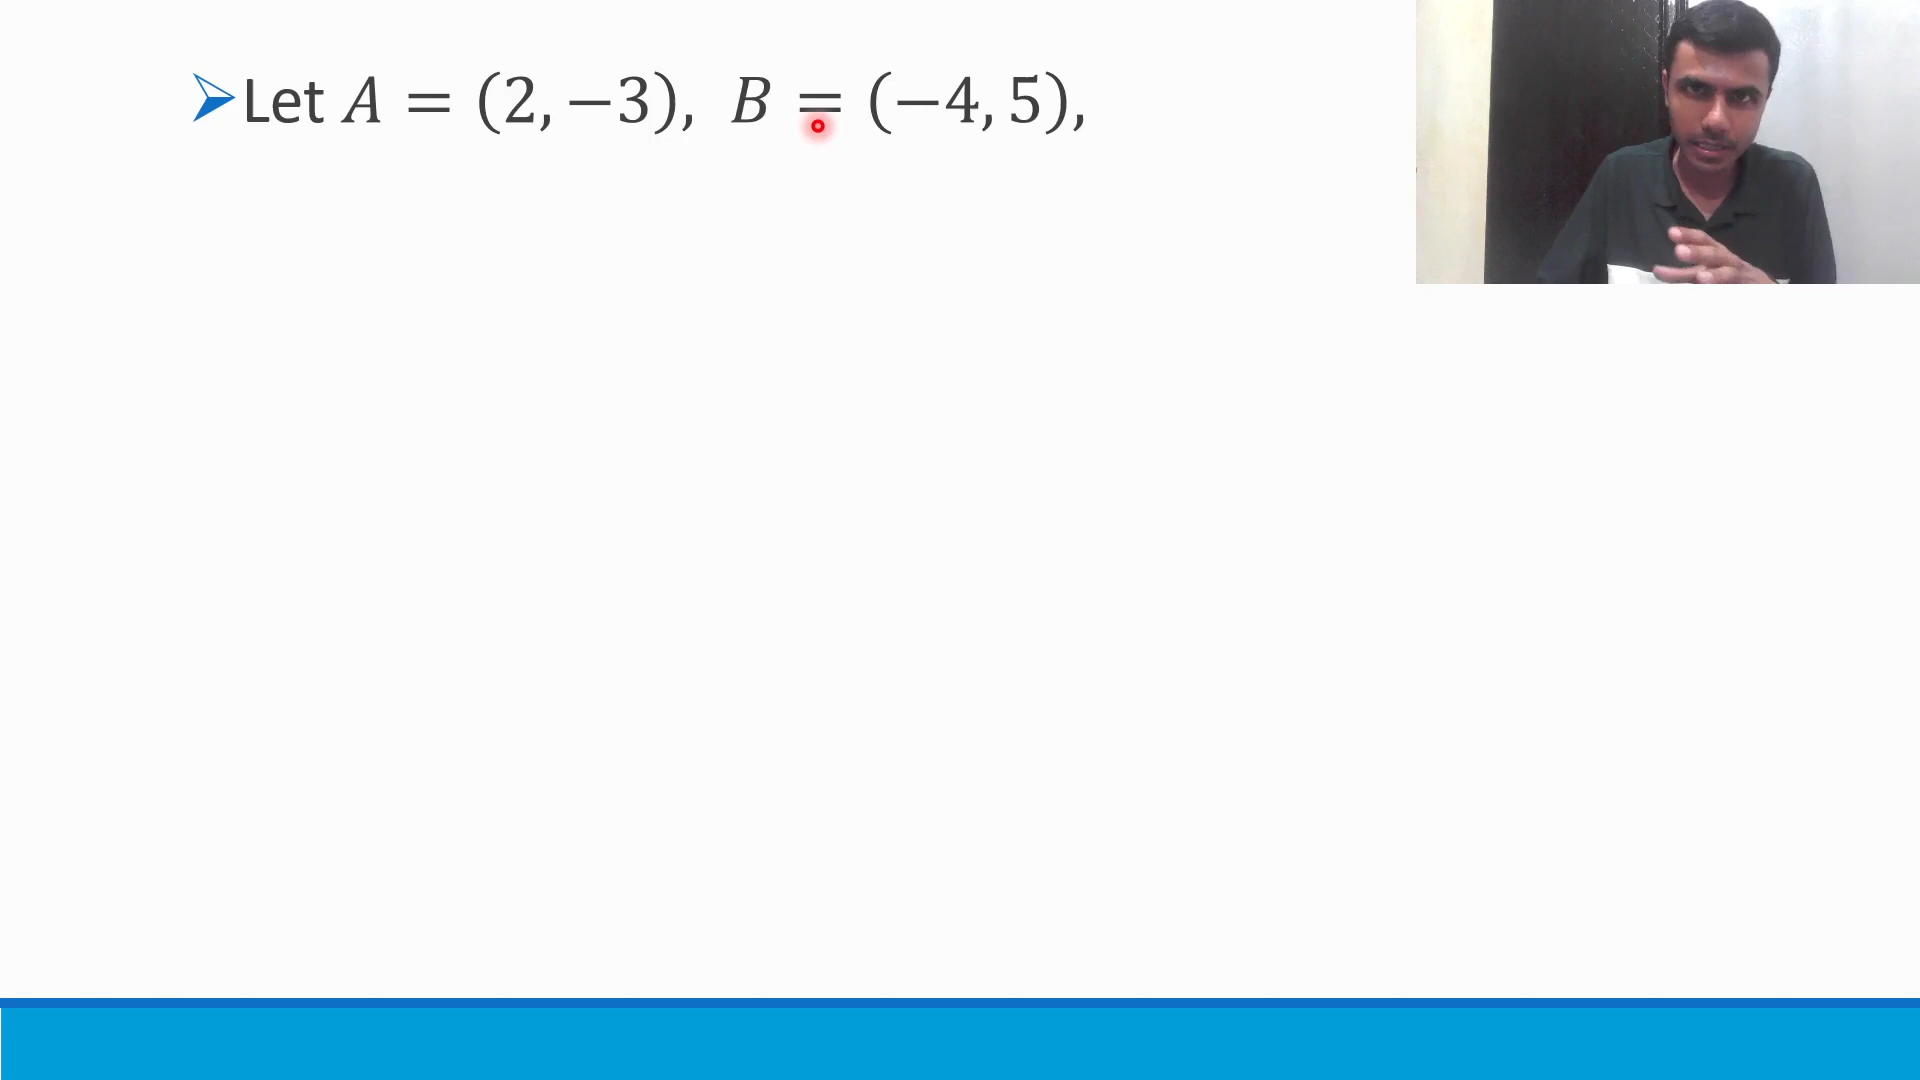 Let A = (2, −3), B = (−4, 5),